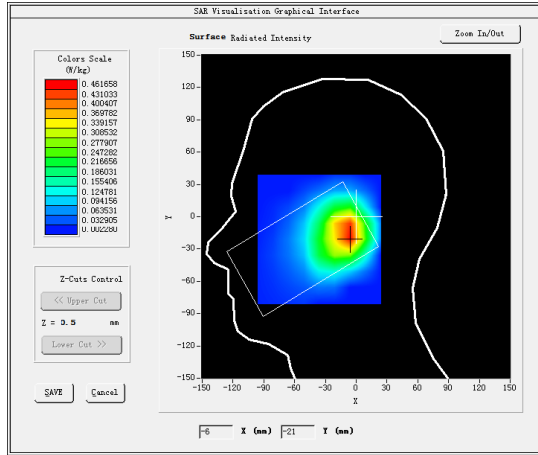 SAR Visualisation Graphical Interface
Surface Radiated Intensity
Zoom In/Out
Colors Scale
(W/kg)
0.461658
0.431033
0.400407
0.369782
0.339157
0.308532
0.277907
0.247282
0.216656
0.186031
0.155406
0.124781
0.094156
0.063531
0.032905
0.002280
Z-Cuts Control
<< Upper Cut
Z = 3.5 mm
Lower Cut >>
SAVE Cancel
Y
150
120
90
60
30
0
-30
-60
-90
-120
-150
-150 -120 -90 -60 -30 0 30 60 90 120 150
X
-6 X (mm) -21 Y (mm)